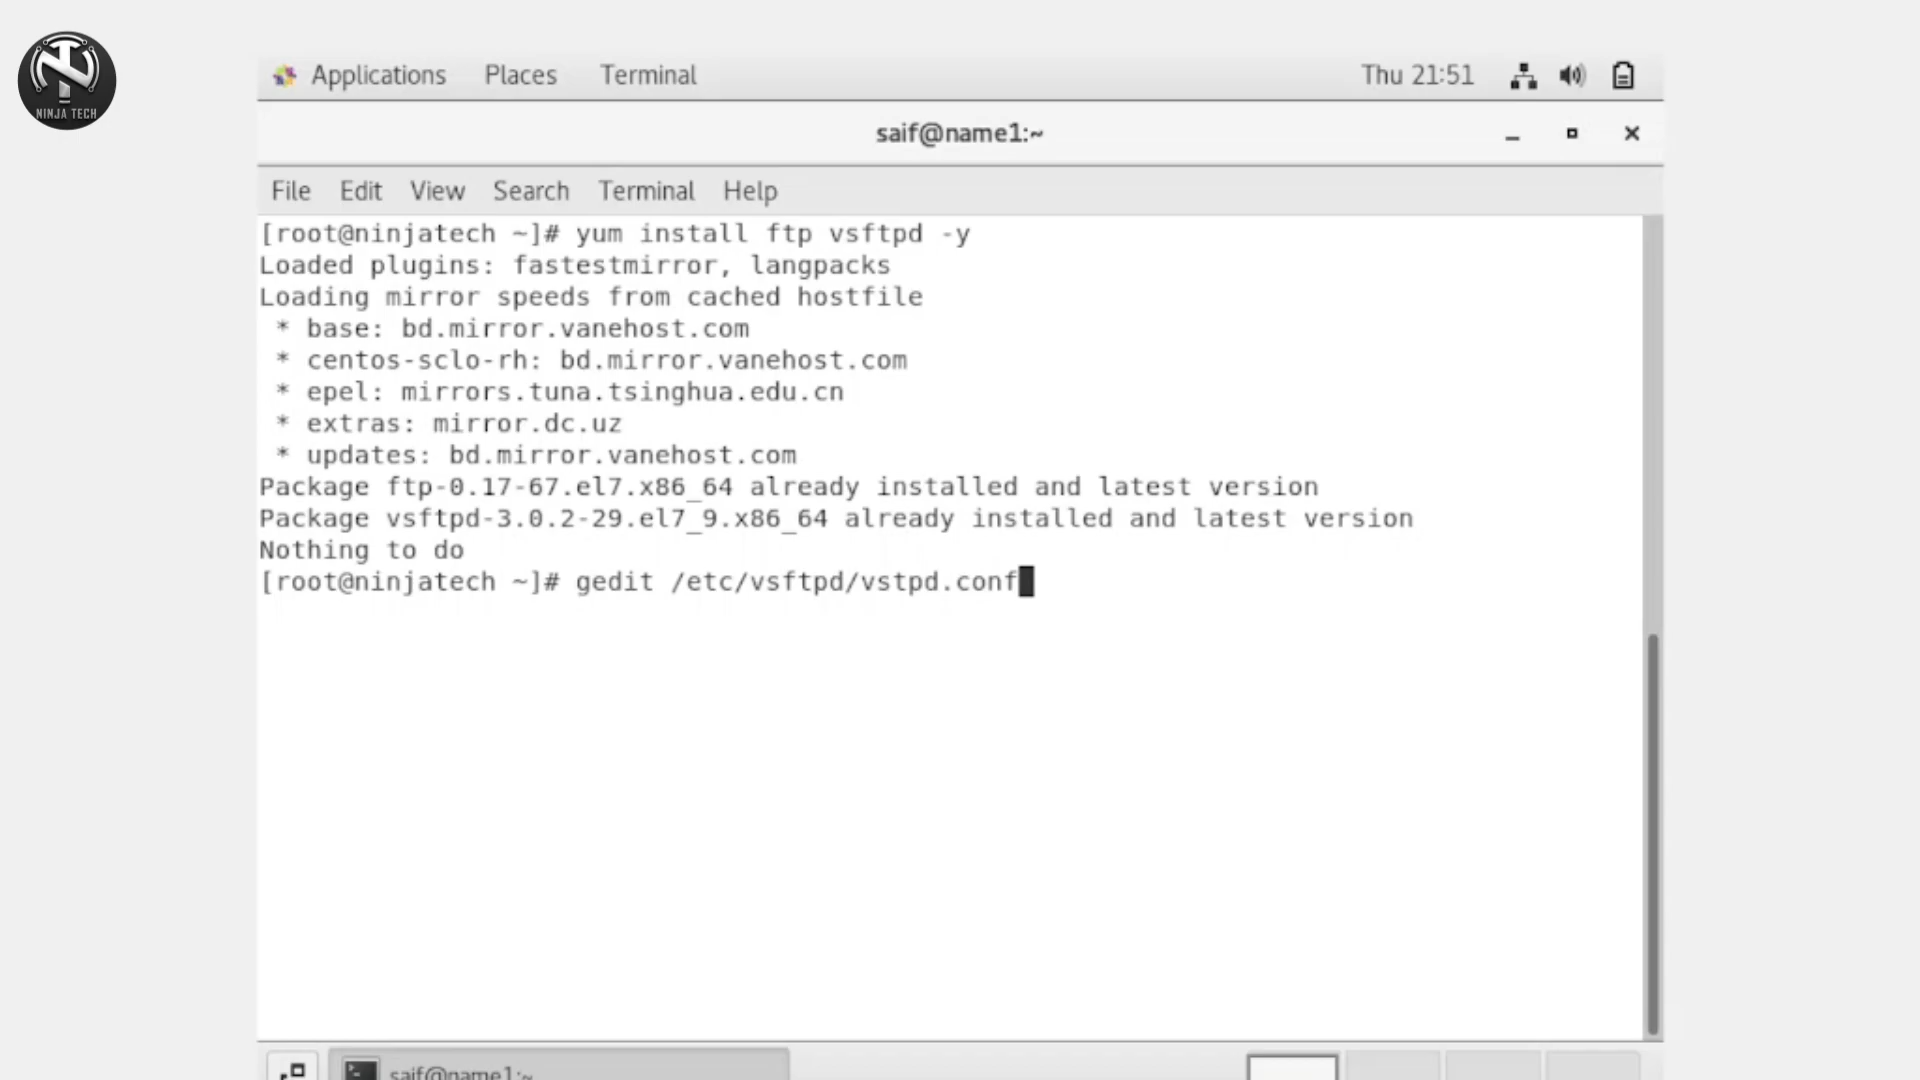 NINJA TECH
Applications Places Terminal Thu 21:51
saif@name1:~
File Edit View Search Terminal Help
[root@ninjatech ~]# yum install ftp vsftpd -y
Loaded plugins: fastestmirror, langpacks
Loading mirror speeds from cached hostfile
* base: bd.mirror.vanehost.com
* centos-sclo-rh: bd.mirror.vanehost.com
* epel: mirrors.tuna.tsinghua.edu.cn
* extras: mirror.dc.uz
* updates: bd.mirror.vanehost.com
Package ftp-0.17-67.el7.x86_64 already installed and latest version
Package vsftpd-3.0.2-29.el7_9.x86_64 already installed and latest version
Nothing to do
[root@ninjatech ~]# gedit /etc/vsftpd/vstpd.conf
saif@name1:~